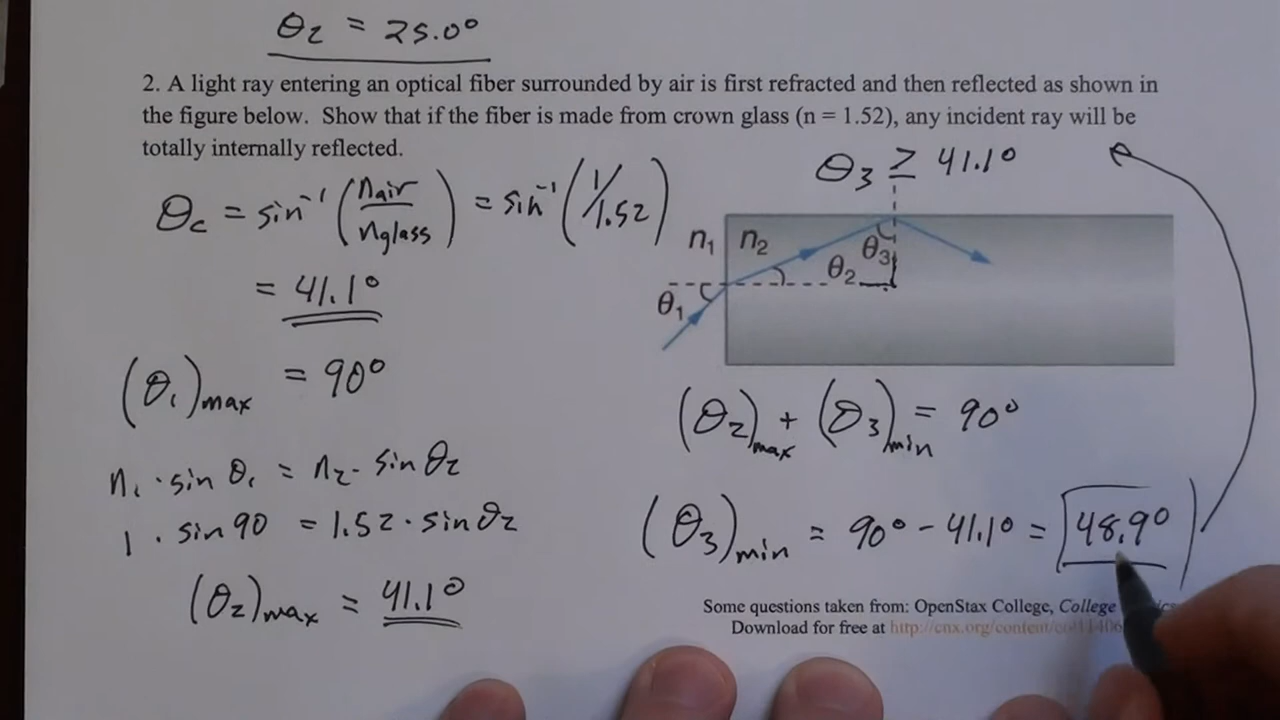 θ2 = 25.0°
2. A light ray entering an optical fiber surrounded by air is first refracted and then reflected as shown in
the figure below. Show that if the fiber is made from crown glass (n = 1.52), any incident ray will be
totally internally reflected.
θ3 ≥ 41.1°
θc = sin⁻¹ (nair/nglass) = sin⁻¹ (1/1.52)
= 41.1°
n1 n2
θ3
θ2
θ1
(θ1)max = 90°
(θ2)max + (θ3)min = 90°
n1 · sin θ1 = n2 · sin θ2
1 · sin 90 = 1.52 · sin θ2
(θ3)min = 90° - 41.1° = 48.9°
(θ2)max = 41.1°
Some questions taken from: OpenStax College, College
Download for free at http://cnx.org/content/